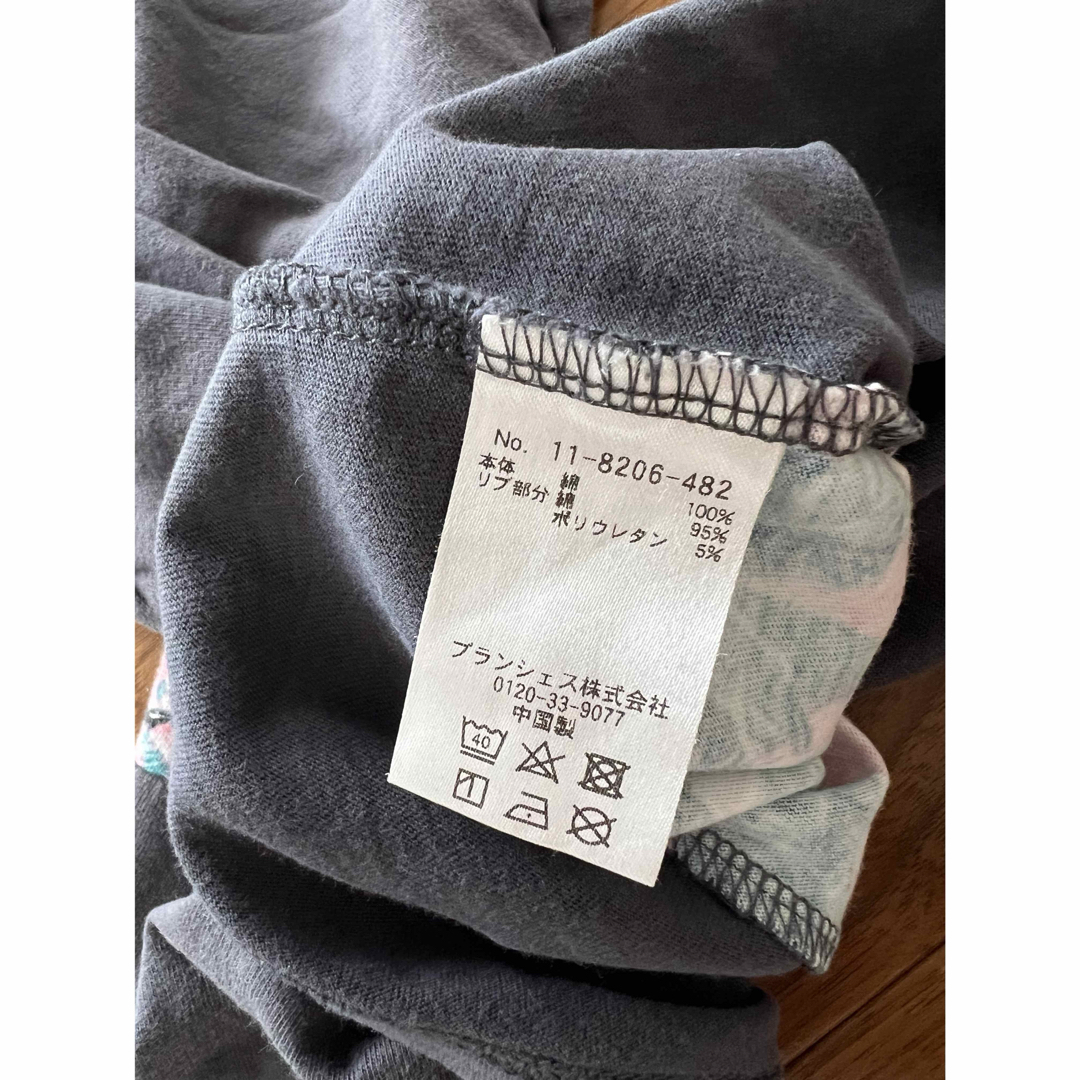 No. 11-8206-482
本体 綿 100%
リブ部分 綿 95%
ポリウレタン 5%
ブランシェス株式会社
0120-33-9077
中国製
40